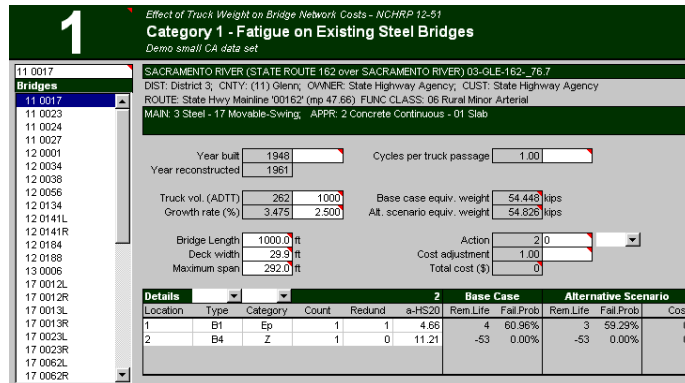 1
Effect of Truck Weight on Bridge Network Costs - NCHRP 12-51
Category 1 - Fatigue on Existing Steel Bridges
Demo small CA data set
11 0017
Bridges
11 0017
11 0023
11 0024
11 0027
12 0001
12 0034
12 0038
12 0056
12 0134
12 0141L
12 0141R
12 0184
12 0188
13 0006
17 0012L
17 0012R
17 0013L
17 0013R
17 0023L
17 0023R
17 0062L
17 0062R
SACRAMENTO RIVER (STATE ROUTE 162 over SACRAMENTO RIVER) 03-GLE-162-_76.7
DIST: District 3; CNTY: (11) Glenn; OWNER: State Highway Agency; CUST: State Highway Agency
ROUTE: State Hwy Mainline '00162' (mp 47.66) FUNC CLASS: 06 Rural Minor Arterial
MAIN: 3 Steel - 17 Movable-Swing; APPR: 2 Concrete Continuous - 01 Slab
Year built 1948 Cycles per truck passage 1.00
Year reconstructed 1961
Truck vol. (ADTT) 262 1000 Base case equiv. weight 54.448 kips
Growth rate (%) 3.475 2.500 Alt. scenario equiv. weight 54.826 kips
Bridge Length 1000.0 ft Action 2 0
Deck width 29.9 ft Cost adjustment 1.00
Maximum span 292.0 ft Total cost ($) 0
Details 2 Base Case Alternative Scenario
Location Type Category Count Redund a-HS20 Rem.Life Fail.Prob Rem.Life Fail.Prob Cos
1 B1 Ep 1 1 4.66 4 60.96% 3 59.29%
2 B4 Z 1 0 11.21 -53 0.00% -53 0.00%